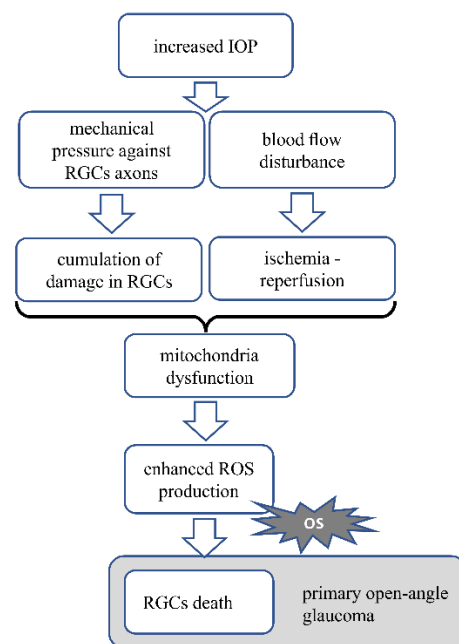 increased IOP
mechanical
pressure against
RGCs axons
blood flow
disturbance
cumulation of
damage in RGCs
ischemia -
reperfusion
mitochondria
dysfunction
enhanced ROS
production
OS
RGCs death
primary open-angle
glaucoma